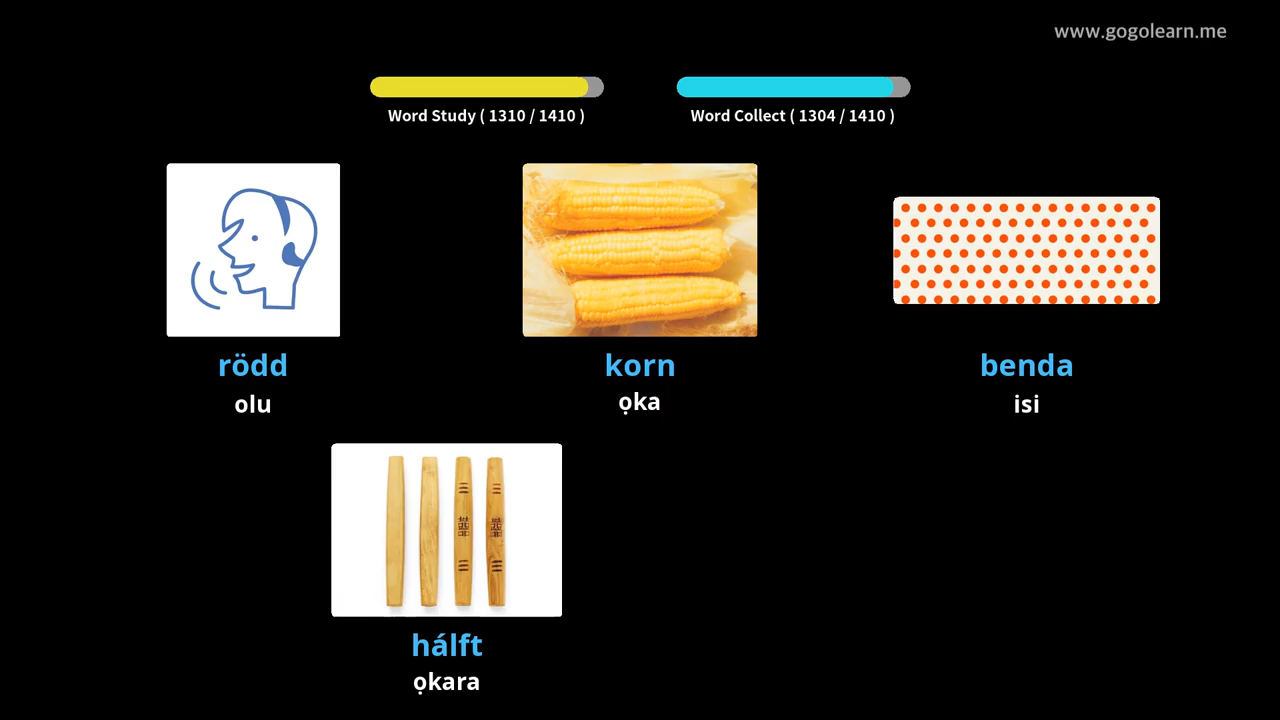 www.gogolearn.me
Word Study ( 1310 / 1410 )
Word Collect ( 1304 / 1410 )
rödd
olu
korn
ọka
benda
isi
hálft
ọkara